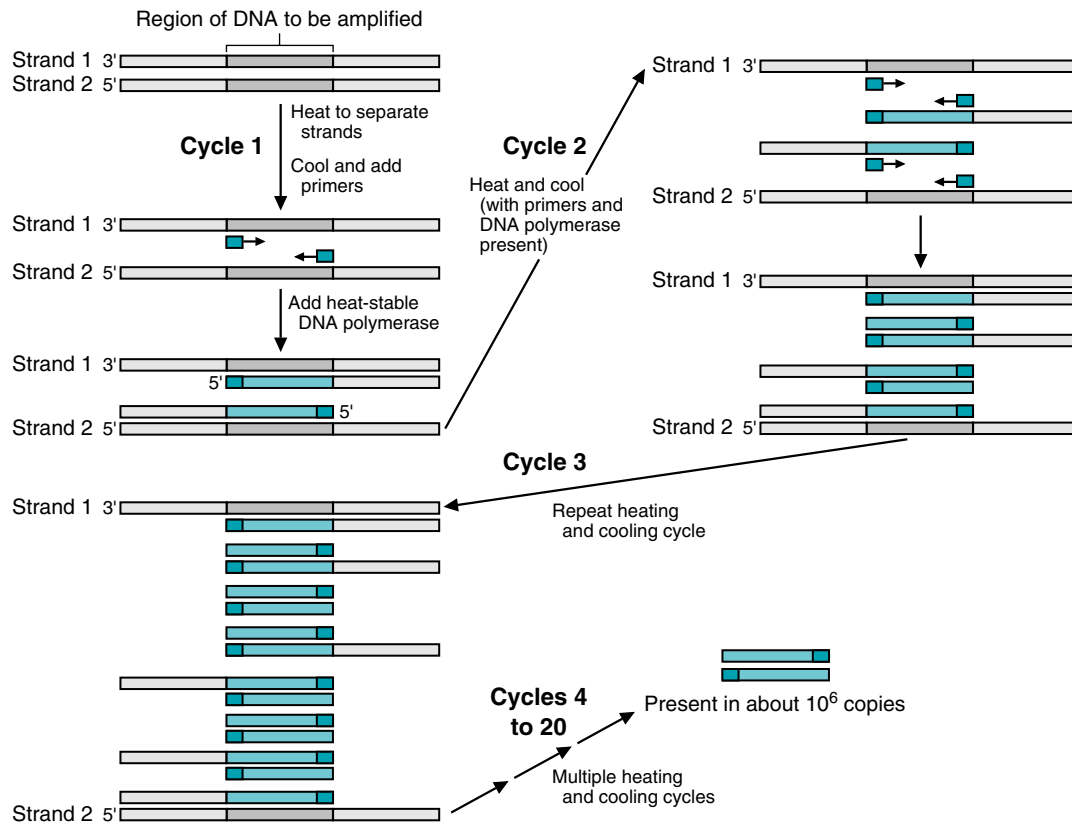 Region of DNA to be amplified
Strand 1 3'
Strand 2 5'
Heat to separate
strands
Cycle 1
Cool and add
primers
Strand 1 3'
Strand 2 5'
Add heat-stable
DNA polymerase
Strand 1 3'
5'
5'
Strand 2 5'
Cycle 2
Heat and cool
(with primers and
DNA polymerase
present)
Strand 1 3'
Strand 2 5'
Strand 1 3'
Strand 2 5'
Cycle 3
Repeat heating
and cooling cycle
Strand 1 3'
Strand 2 5'
Cycles 4
to 20
Multiple heating
and cooling cycles
Present in about 10⁶ copies